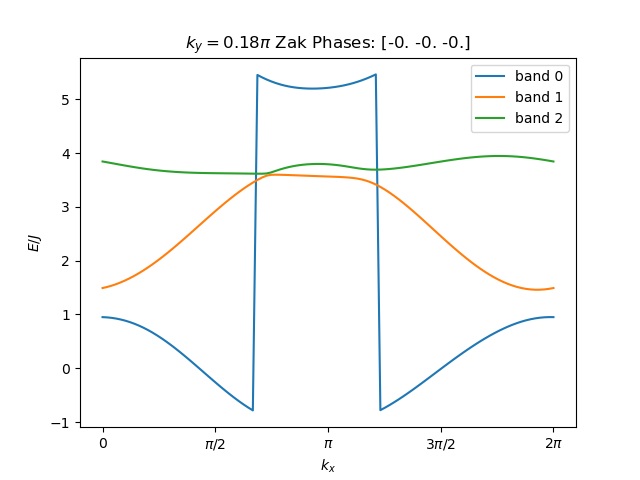 $k_y = 0.18\pi$ Zak Phases: [-0. -0. -0.]
band 0
band 1
band 2
5
4
3
2
1
0
−1
E/J
0 π/2 π 3π/2 2π
$k_x$